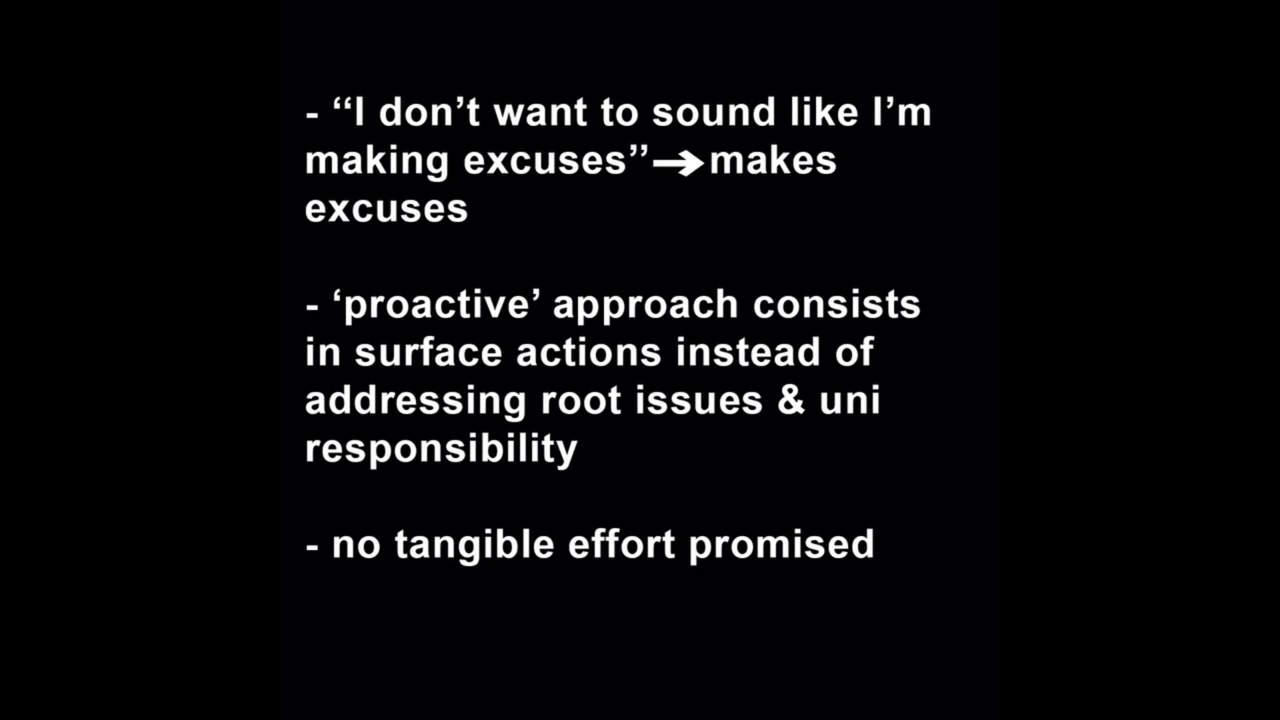 - “I don’t want to sound like I’m
making excuses”→makes
excuses
- ‘proactive’ approach consists
in surface actions instead of
addressing root issues & uni
responsibility
- no tangible effort promised